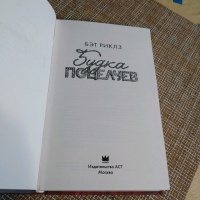 БЭТ РИКЛЗ
Будка
ПОЦЕЛУЕВ
Издательство АСТ
Москва